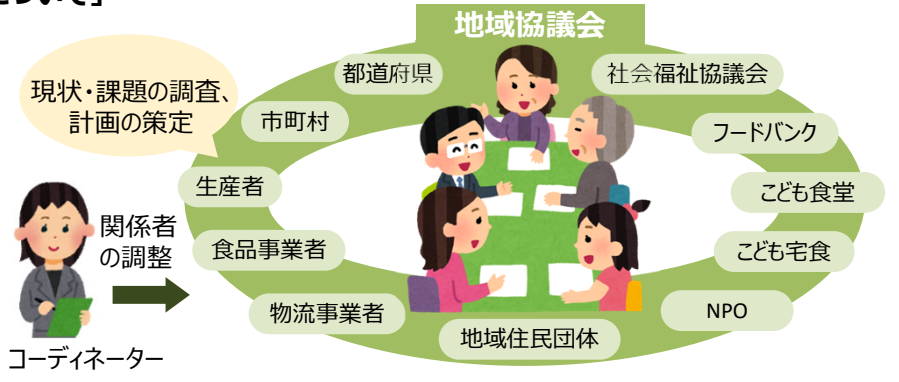 について］
地域協議会
都道府県
社会福祉協議会
現状・課題の調査、
計画の策定
市町村
フードバンク
生産者
こども食堂
関係者
の調整
食品事業者
こども宅食
物流事業者
NPO
地域住民団体
コーディネーター